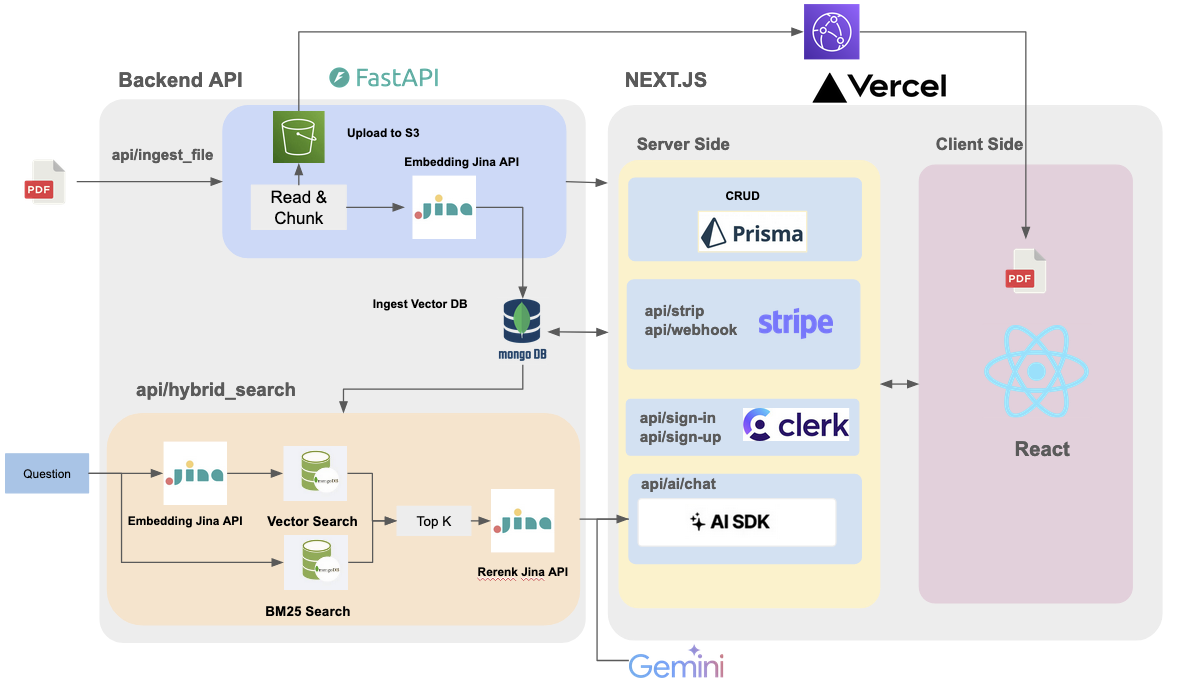 Backend API
FastAPI
NEXT.JS
Vercel
api/ingest_file
Upload to S3
Embedding Jina API
PDF
Read &
Chunk
Jina
Ingest Vector DB
mongo DB
api/hybrid_search
Question
Jina
Embedding Jina API
mongoDB
Vector Search
mongoDB
BM25 Search
Top K
Jina
Rerenk Jina API
Server Side
CRUD
Prisma
api/strip
api/webhook
stripe
api/sign-in
api/sign-up
clerk
api/ai/chat
AI SDK
Gemini
Client Side
PDF
React